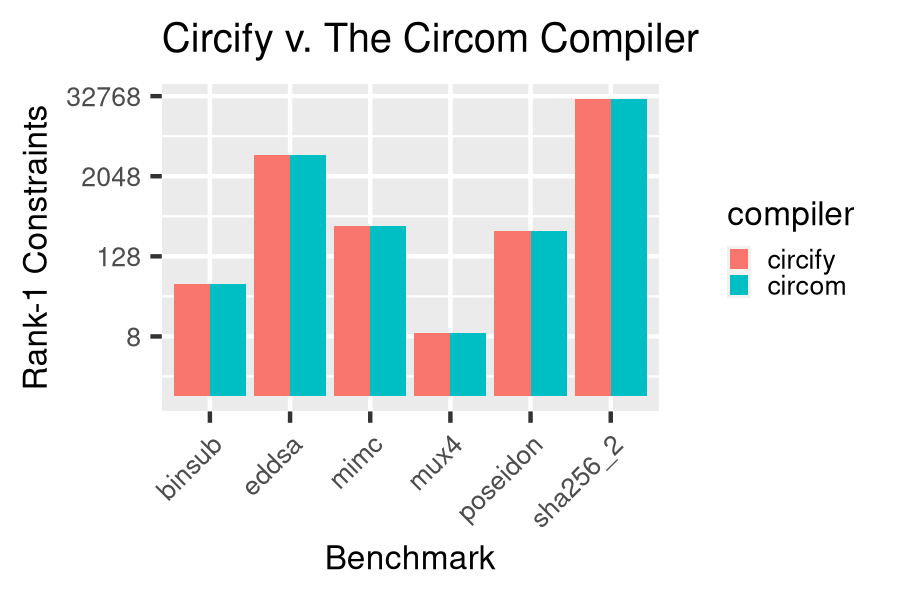 Circify v. The Circom Compiler
Rank-1 Constraints
32768
2048
128
8
binsub
eddsa
mimc
mux4
poseidon
sha256_2
Benchmark
compiler
circify
circom